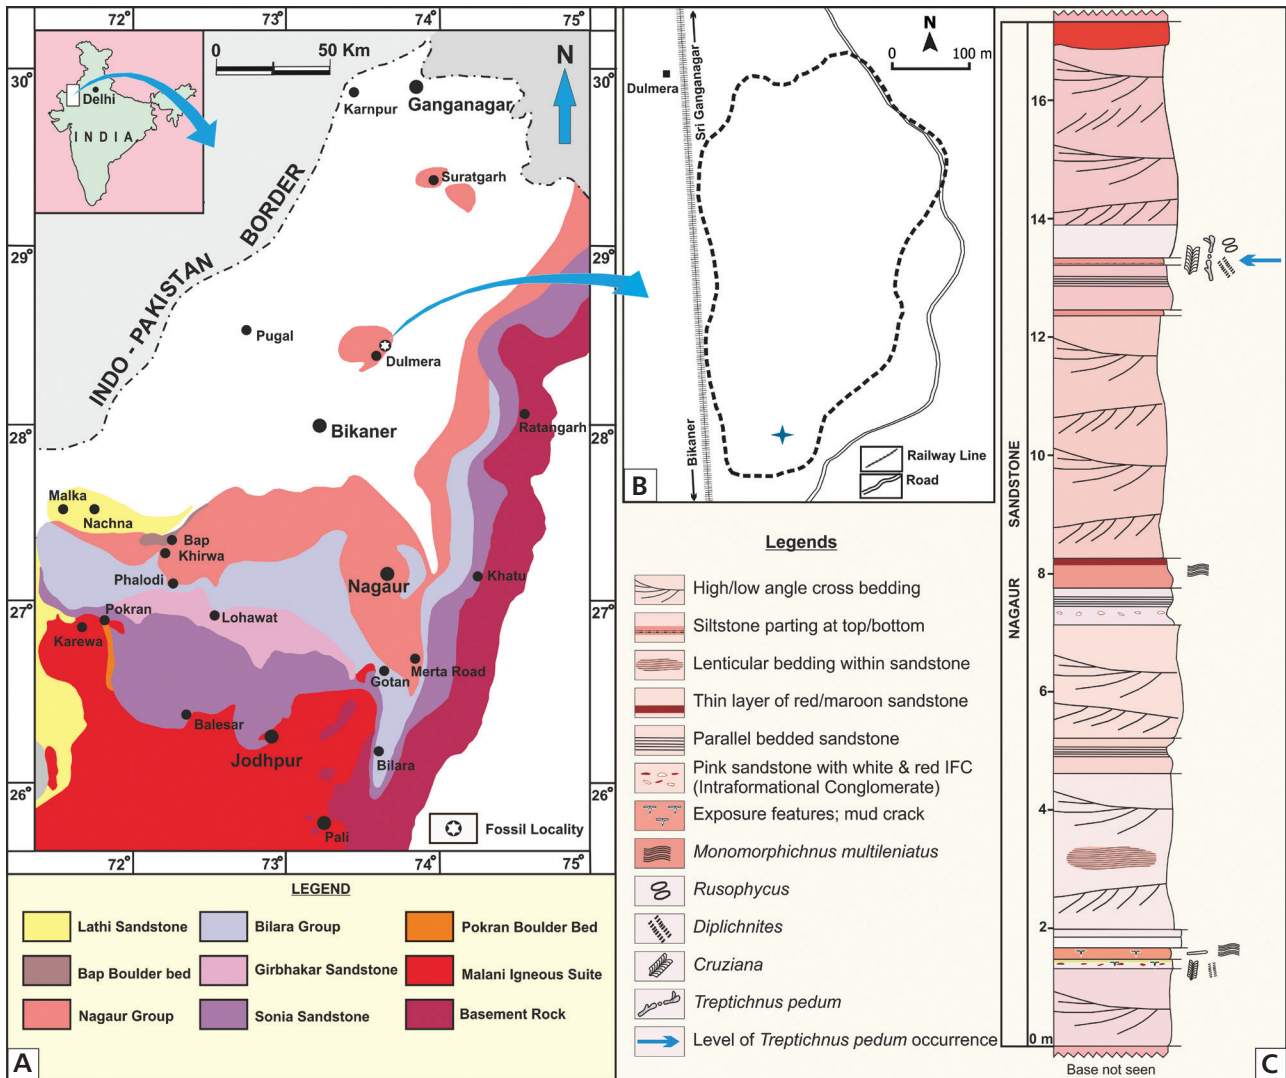 72°
73°
74°
75°
0
50 Km
N
30°
29°
28°
27°
26°
Delhi
INDIA
Karnpur
Ganganagar
Suratgarh
INDO - PAKISTAN BORDER
Pugal
Dulmera
Bikaner
Ratangarh
Malka
Nachna
Bap
Khirwa
Phalodi
Nagaur
Khatu
Pokran
Lohawat
Karewa
Merta Road
Gotan
Balesar
Jodhpur
Bilara
Pali
Fossil Locality
30°
29°
28°
27°
26°
72°
73°
74°
75°
LEGEND
Lathi Sandstone
Bilara Group
Pokran Boulder Bed
Bap Boulder bed
Girbhakar Sandstone
Malani Igneous Suite
Nagaur Group
Sonia Sandstone
Basement Rock
A
N
0
100 m
Dulmera
Sri Ganganagar
Bikaner
Railway Line
Road
B
Legends
High/low angle cross bedding
Siltstone parting at top/bottom
Lenticular bedding within sandstone
Thin layer of red/maroon sandstone
Parallel bedded sandstone
Pink sandstone with white & red IFC
(Intraformational Conglomerate)
Exposure features; mud crack
Monomorphichnus multileniatus
Rusophycus
Diplichnites
Cruziana
Treptichnus pedum
Level of Treptichnus pedum occurrence
NAGAUR SANDSTONE
16
14
12
10
8
6
4
2
0 m
Base not seen
C